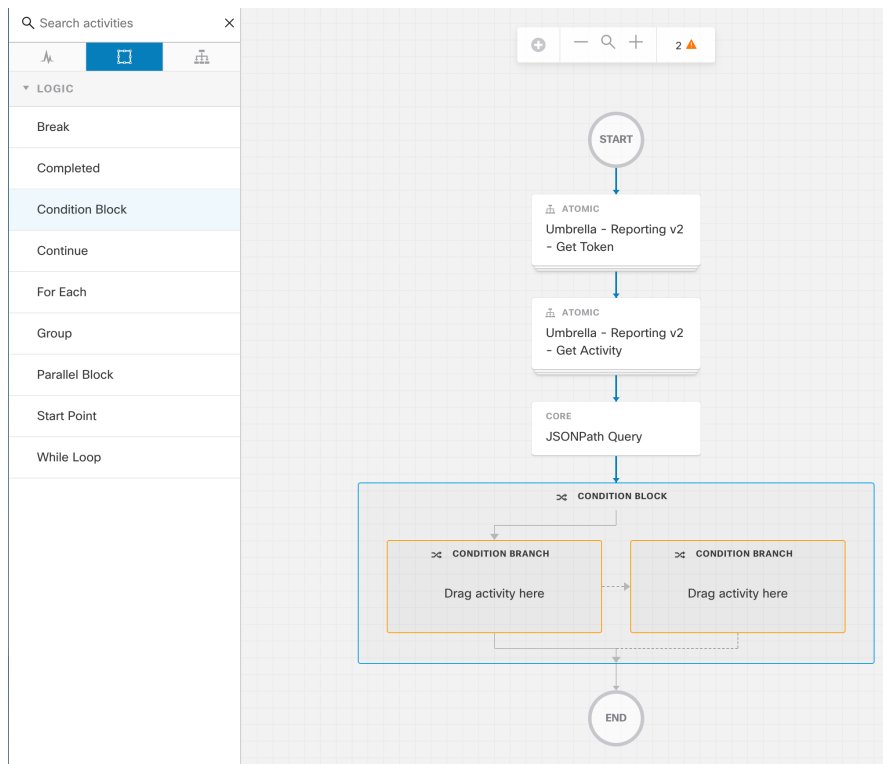 Search activities
LOGIC
Break
Completed
Condition Block
Continue
For Each
Group
Parallel Block
Start Point
While Loop
2
START
ATOMIC
Umbrella - Reporting v2
- Get Token
ATOMIC
Umbrella - Reporting v2
- Get Activity
CORE
JSONPath Query
CONDITION BLOCK
CONDITION BRANCH
Drag activity here
CONDITION BRANCH
Drag activity here
END